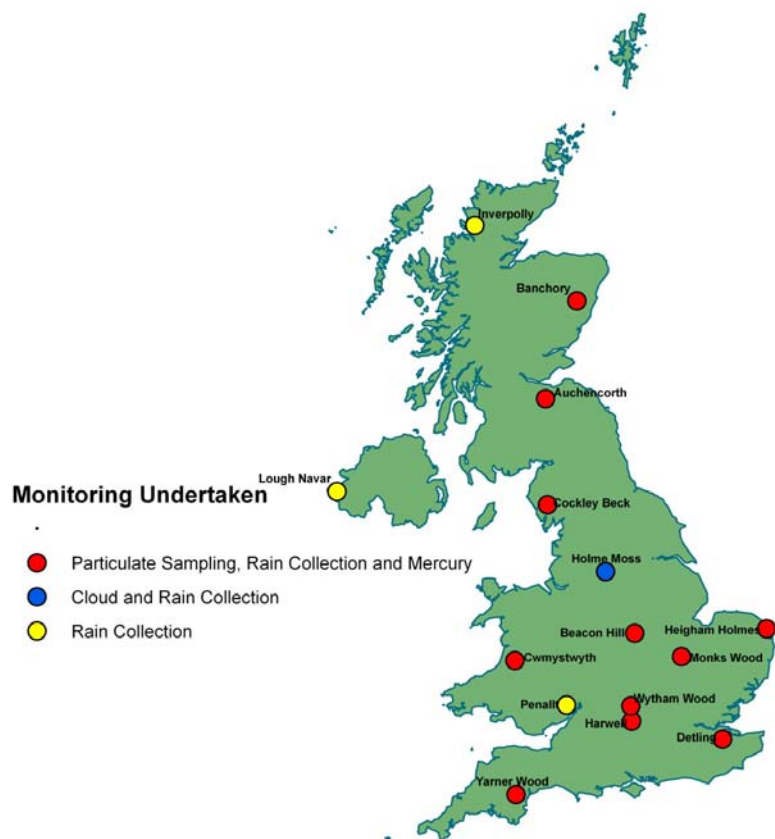 Inverpolly
Banchory
Auchencorth
Lough Navar
Monitoring Undertaken
Cockley Beck
Particulate Sampling, Rain Collection and Mercury
Holme Moss
Cloud and Rain Collection
Rain Collection
Beacon Hill
Heigham Holmes
Cwmystwyth
Monks Wood
Penallt
Wytham Wood
Harwell
Detling
Yarner Wood